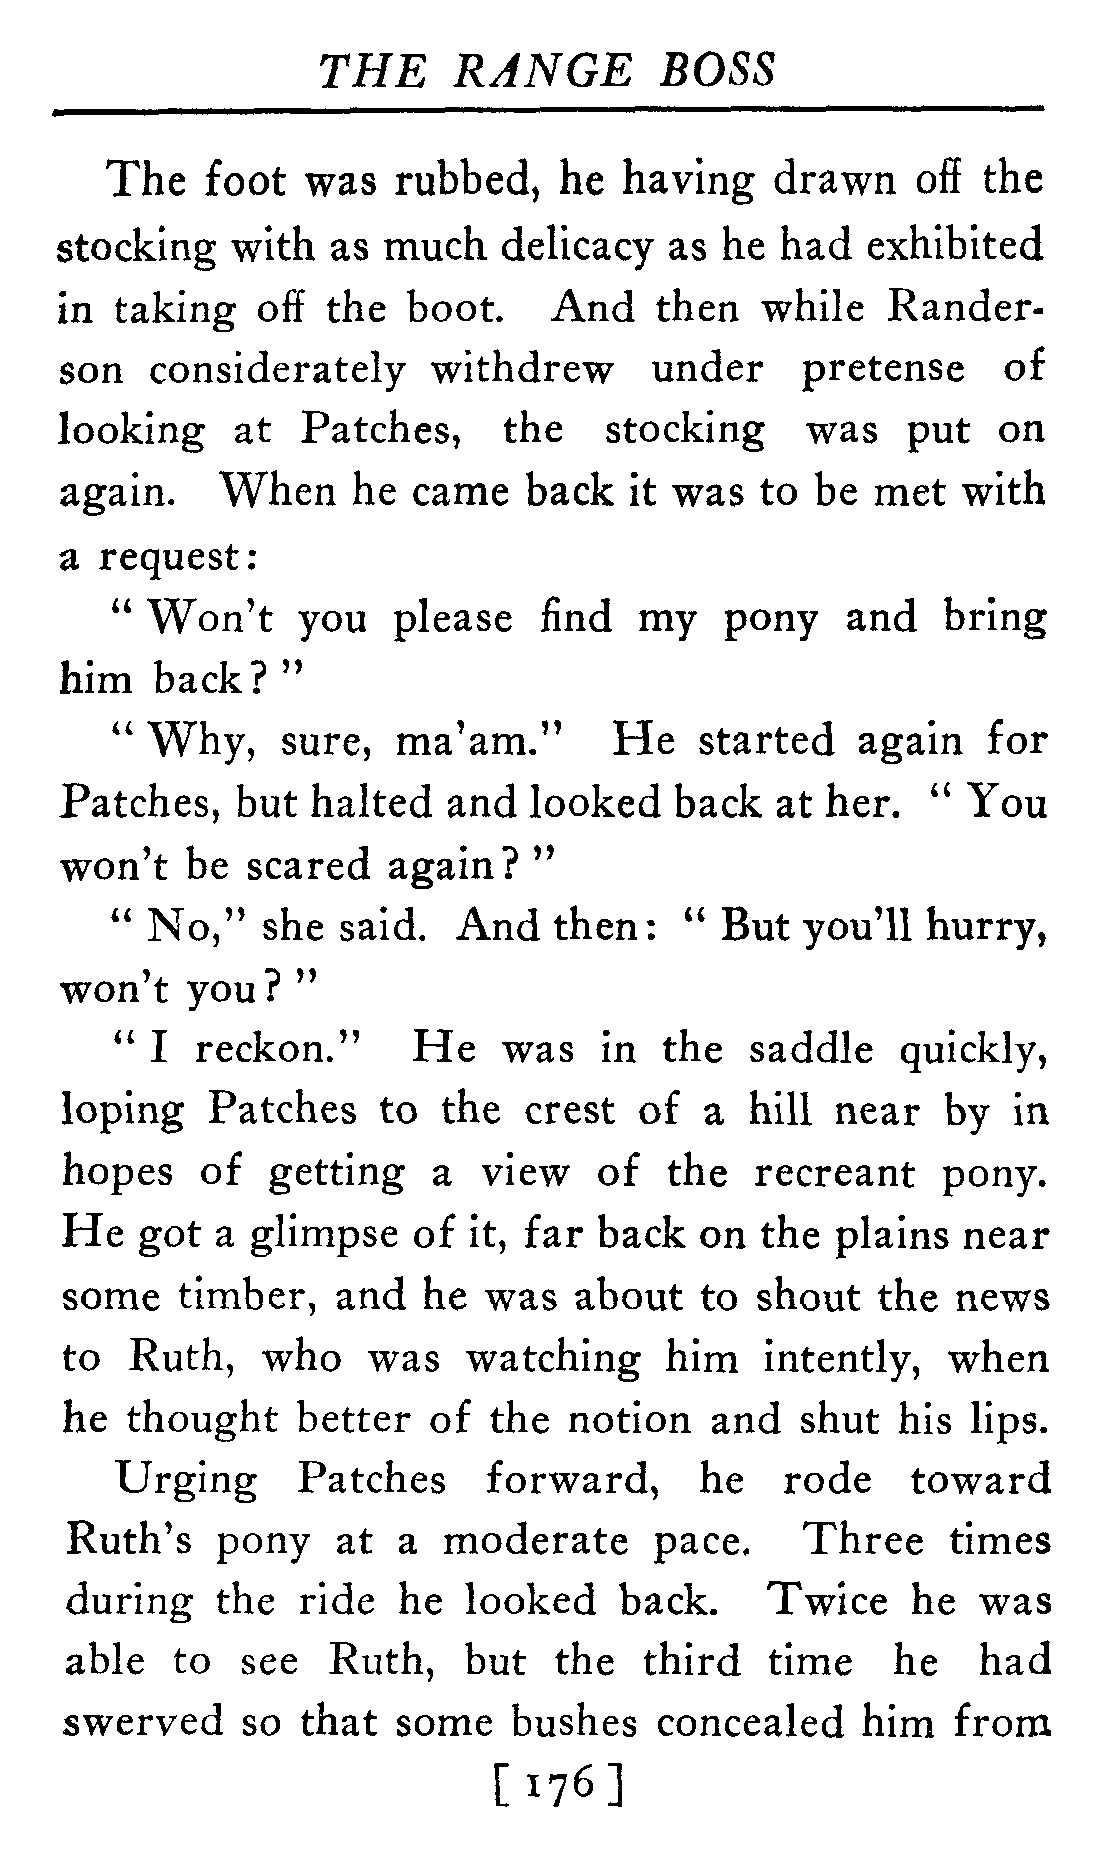 THE RANGE BOSS
The foot was rubbed, he having drawn off the
stocking with as much delicacy as he had exhibited
in taking off the boot. And then while Rander-
son considerately withdrew under pretense of
looking at Patches, the stocking was put on
again. When he came back it was to be met with
a request:
" Won't you please find my pony and bring
him back? "
" Why, sure, ma'am." He started again for
Patches, but halted and looked back at her. " You
won't be scared again? "
" No," she said. And then: " But you'll hurry,
won't you? "
" I reckon." He was in the saddle quickly,
loping Patches to the crest of a hill near by in
hopes of getting a view of the recreant pony.
He got a glimpse of it, far back on the plains near
some timber, and he was about to shout the news
to Ruth, who was watching him intently, when
he thought better of the notion and shut his lips.
Urging Patches forward, he rode toward
Ruth's pony at a moderate pace. Three times
during the ride he looked back. Twice he was
able to see Ruth, but the third time he had
swerved so that some bushes concealed him from
[ 176 ]